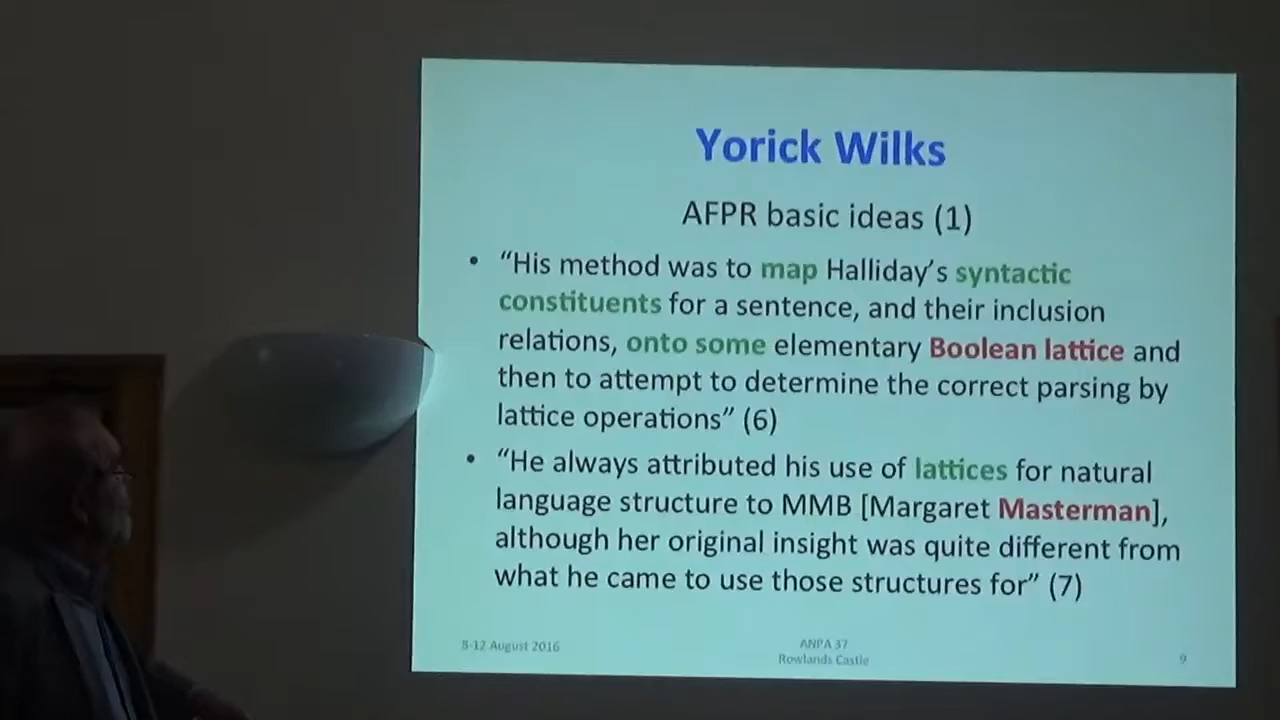 Yorick Wilks
AFPR basic ideas (1)
• “His method was to map Halliday’s syntactic
constituents for a sentence, and their inclusion
relations, onto some elementary Boolean lattice and
then to attempt to determine the correct parsing by
lattice operations” (6)
• “He always attributed his use of lattices for natural
language structure to MMB [Margaret Masterman],
although her original insight was quite different from
what he came to use those structures for” (7)
8-12 August 2016
ANPA 37
Rowlands Castle
9